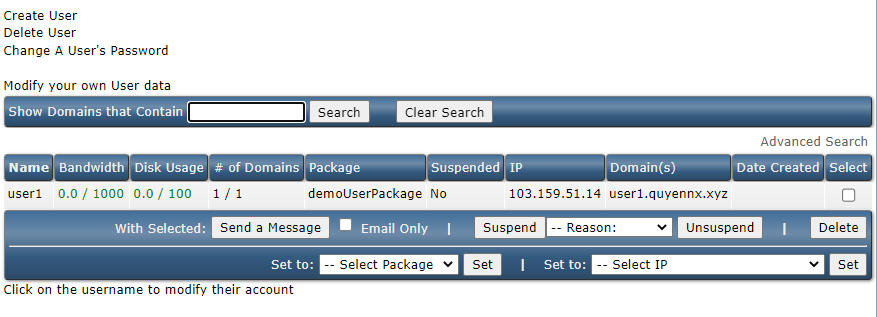 Create User
Delete User
Change A User's Password
Modify your own User data
Show Domains that Contain Search Clear Search
Advanced Search
Name Bandwidth Disk Usage # of Domains Package Suspended IP Domain(s) Date Created Select
user1 0.0 / 1000 0.0 / 100 1 / 1 demoUserPackage No 103.159.51.14 user1.quyennx.xyz
With Selected: Send a Message Email Only | Suspend -- Reason: Unsuspend | Delete
Set to: -- Select Package Set | Set to: -- Select IP Set
Click on the username to modify their account